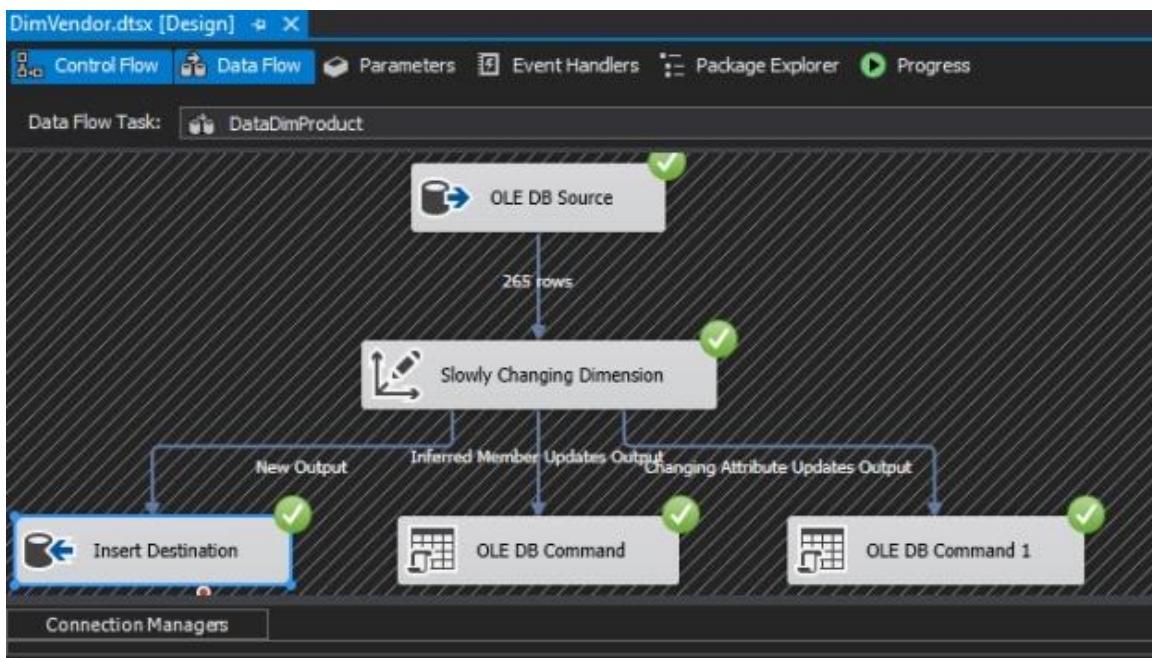 DimVendor.dtsx [Design]
Control Flow Data Flow Parameters Event Handlers Package Explorer Progress
Data Flow Task: DataDimProduct
OLE DB Source
265 rows
Slowly Changing Dimension
New Output Inferred Member Updates Output Changing Attribute Updates Output
Insert Destination OLE DB Command OLE DB Command 1
Connection Managers